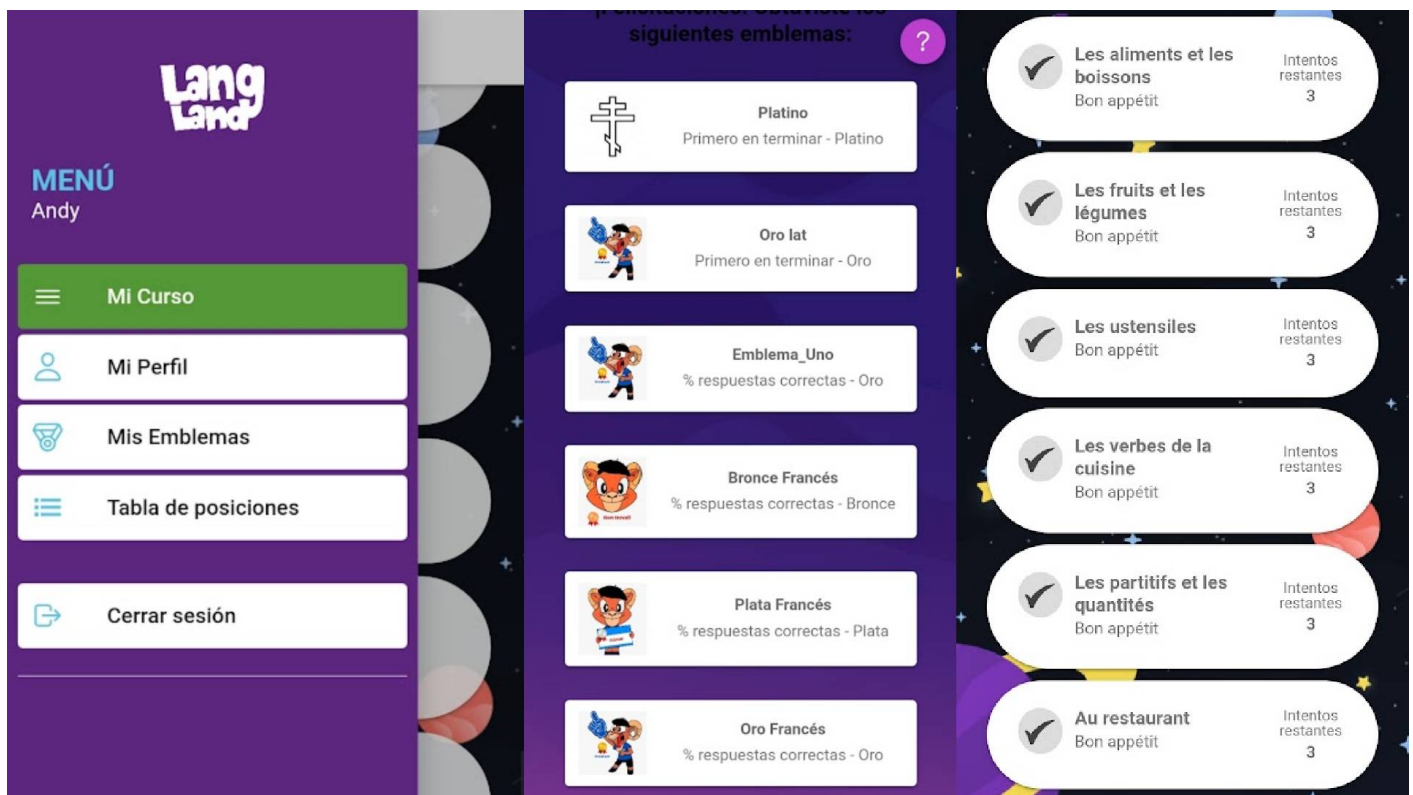 Lang
Land
MENÚ
Andy
Mi Curso
Mi Perfil
Mis Emblemas
Tabla de posiciones
Cerrar sesión
siguientes emblemas:
?
Platino
Primero en terminar - Platino
Oro lat
Primero en terminar - Oro
Emblema_Uno
% respuestas correctas - Oro
Bronce Francés
% respuestas correctas - Bronce
Plata Francés
% respuestas correctas - Plata
Oro Francés
% respuestas correctas - Oro
Les aliments et les
boissons
Bon appétit
Intentos
restantes
3
Les fruits et les
légumes
Bon appétit
Intentos
restantes
3
Les ustensiles
Bon appétit
Intentos
restantes
3
Les verbes de la
cuisine
Bon appétit
Intentos
restantes
3
Les partitifs et les
quantités
Bon appétit
Intentos
restantes
3
Au restaurant
Bon appétit
Intentos
restantes
3